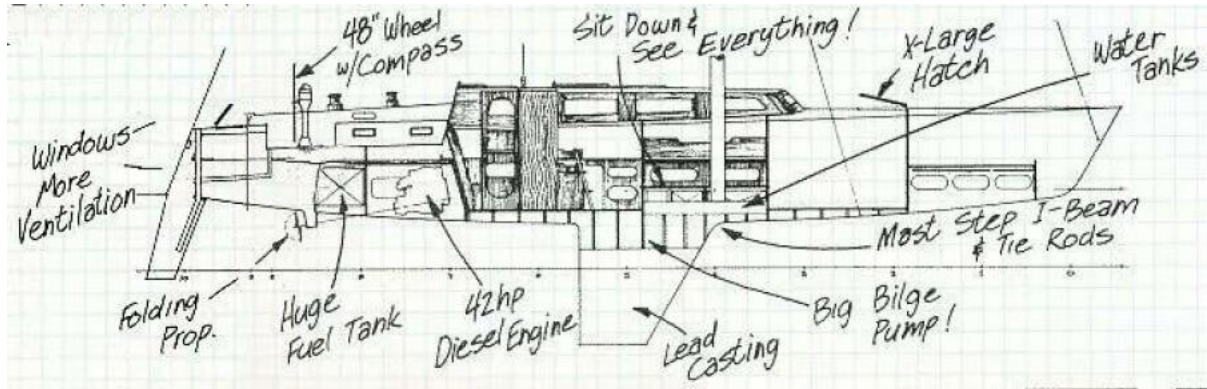 48" Wheel
w/Compass
Sit Down &
See Everything!
X-Large
Hatch
Water
Tanks
Windows
More
Ventilation
Mast Step I-Beam
& Tie Rods
Folding
Prop.
Huge
Fuel Tank
42hp
Diesel Engine
Lead
Casting
Big Bilge
Pump!